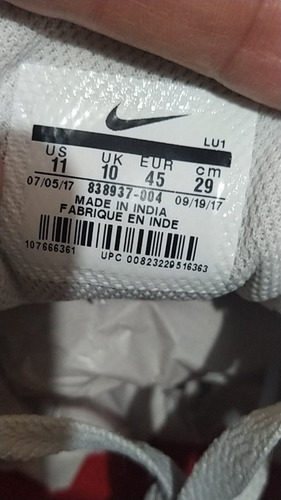 LU1
US UK EUR cm
11 10 45 29
07/05/17 838937-004 09/19/17
MADE IN INDIA
FABRIQUE EN INDE
107666361
UPC 00823229516363